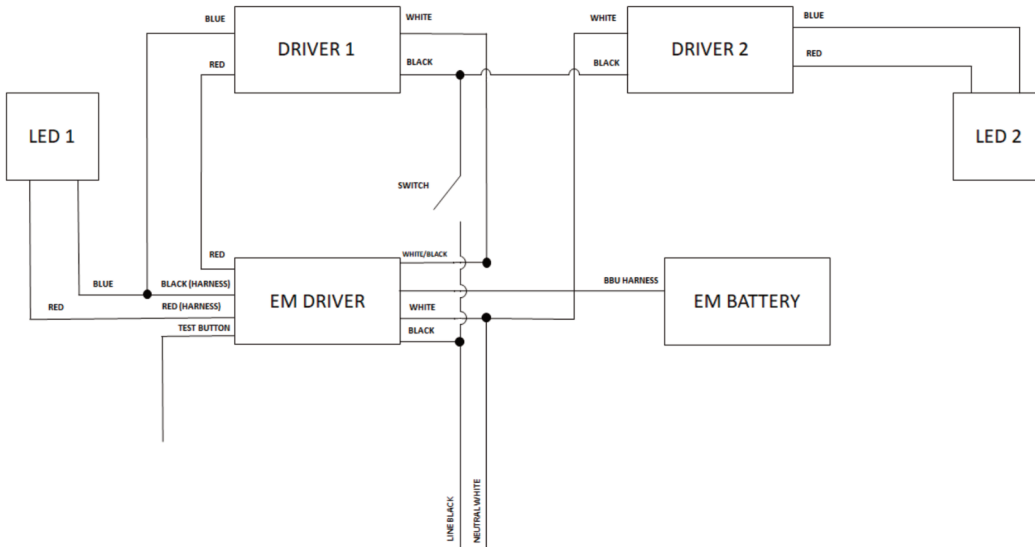 BLUE
WHITE
WHITE
BLUE
DRIVER 1
DRIVER 2
RED
BLACK
BLACK
RED
LED 1
LED 2
SWITCH
RED
WHITE/BLACK
BLUE
BLACK (HARNESS)
EM DRIVER
BBU HARNESS
EM BATTERY
RED
RED (HARNESS)
WHITE
TEST BUTTON
BLACK
LINE BLACK
NEUTRAL WHITE